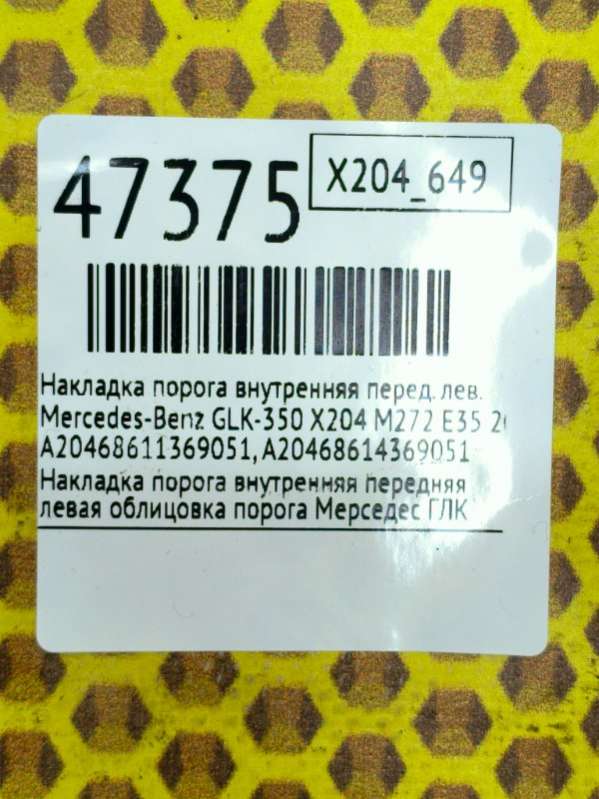 47375
X204_649
Накладка порога внутренняя перед. лев.
Mercedes-Benz GLK-350 X204 M272 E35
A20468611369051, A20468614369051
Накладка порога внутренняя передняя
левая облицовка порога Мерседес ГЛК